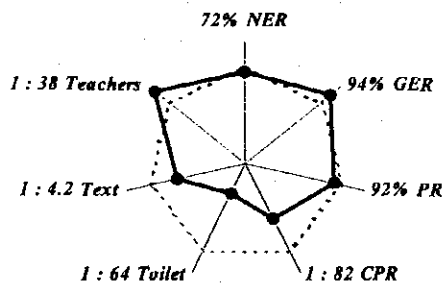 72% NER
1 : 38 Teachers
94% GER
1 : 4.2 Text
92% PR
1 : 64 Toilet
1 : 82 CPR